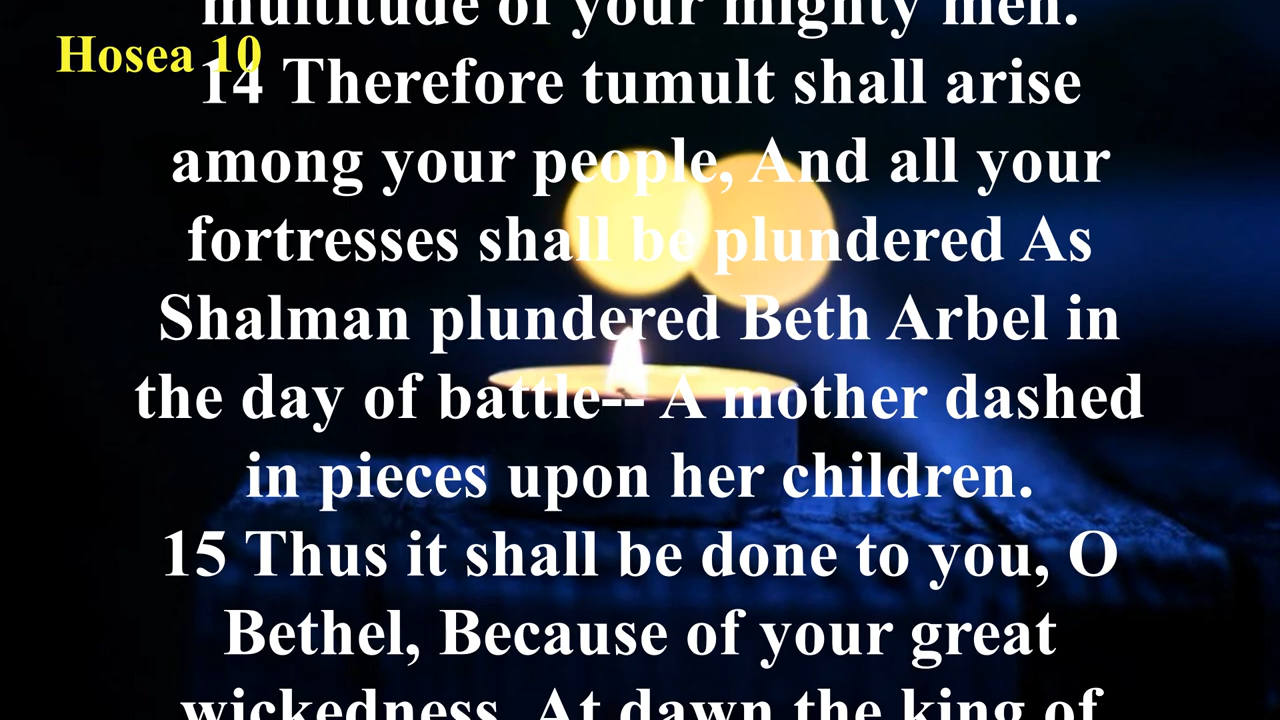 multitude of your mighty men.
Hosea 10
14 Therefore tumult shall arise
among your people, And all your
fortresses shall be plundered As
Shalman plundered Beth Arbel in
the day of battle-- A mother dashed
in pieces upon her children.
15 Thus it shall be done to you, O
Bethel, Because of your great
wickedness. At dawn the king of